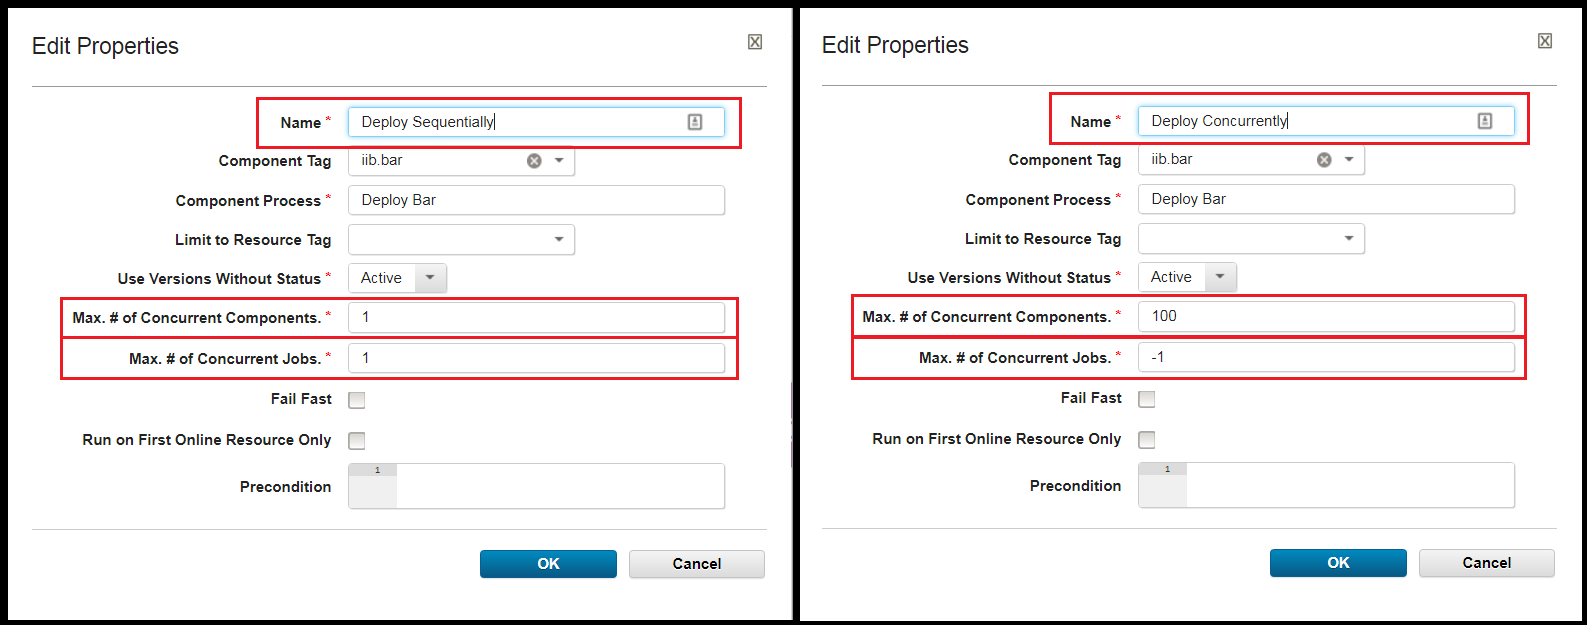 Edit Properties
Name * Deploy Sequentially
Component Tag iib.bar
Component Process * Deploy Bar
Limit to Resource Tag
Use Versions Without Status * Active
Max. # of Concurrent Components. * 1
Max. # of Concurrent Jobs. * 1
Fail Fast
Run on First Online Resource Only
1
Precondition
OK Cancel
Edit Properties
Name * Deploy Concurrently
Component Tag iib.bar
Component Process * Deploy Bar
Limit to Resource Tag
Use Versions Without Status * Active
Max. # of Concurrent Components. * 100
Max. # of Concurrent Jobs. * -1
Fail Fast
Run on First Online Resource Only
1
Precondition
OK Cancel